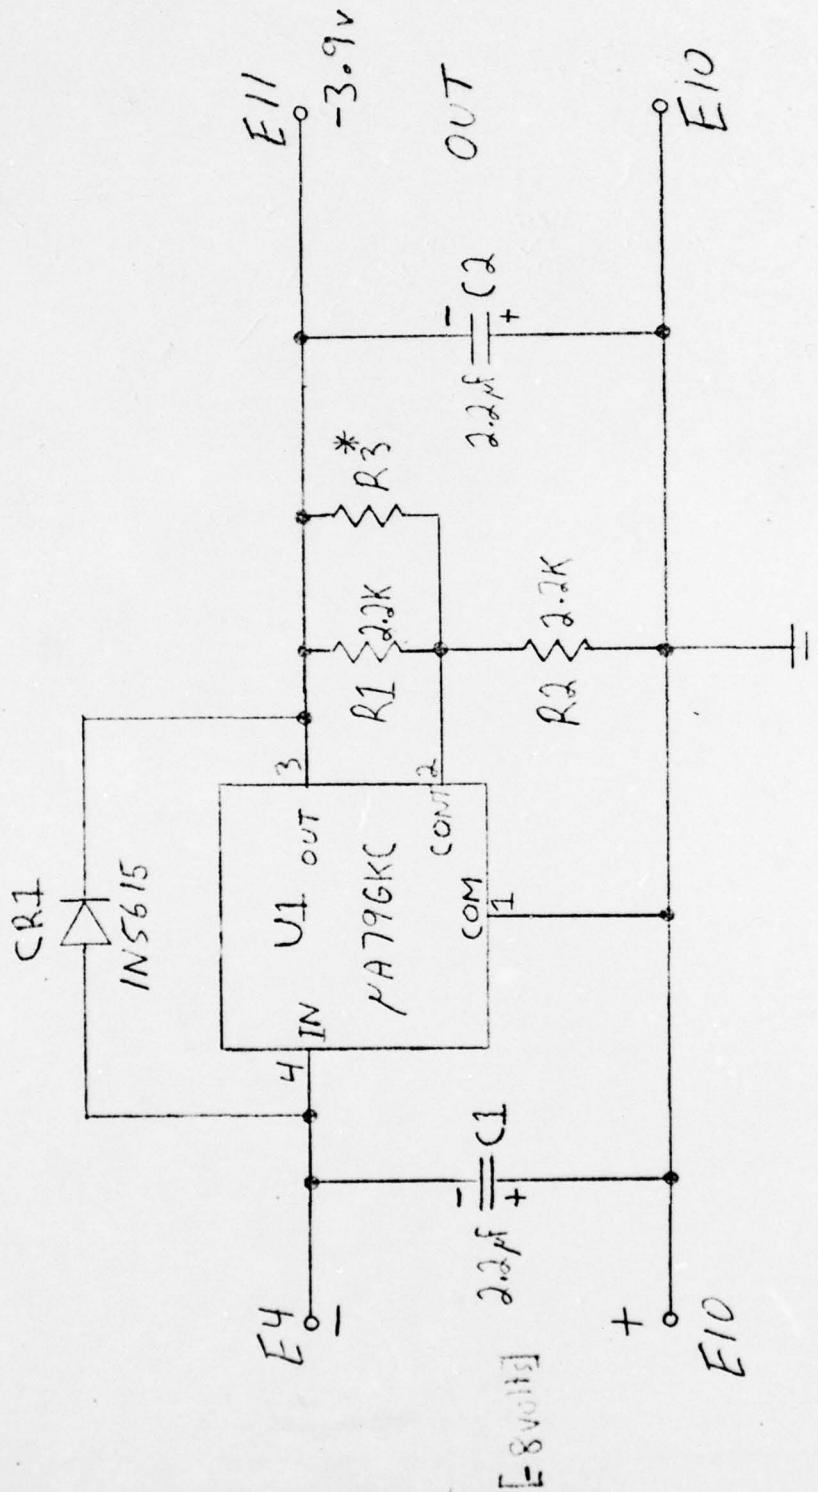 CR1
1N5615
E4
−
4
IN
U1
OUT
3
µA79GKC
CONT
2
COM
1
R1
2.2K
R3*
E11
-3.9v
[-8volts]
2.2µf
−
+
C1
R2
2.2K
2.2µf
−
+
C2
OUT
+
E10
E10